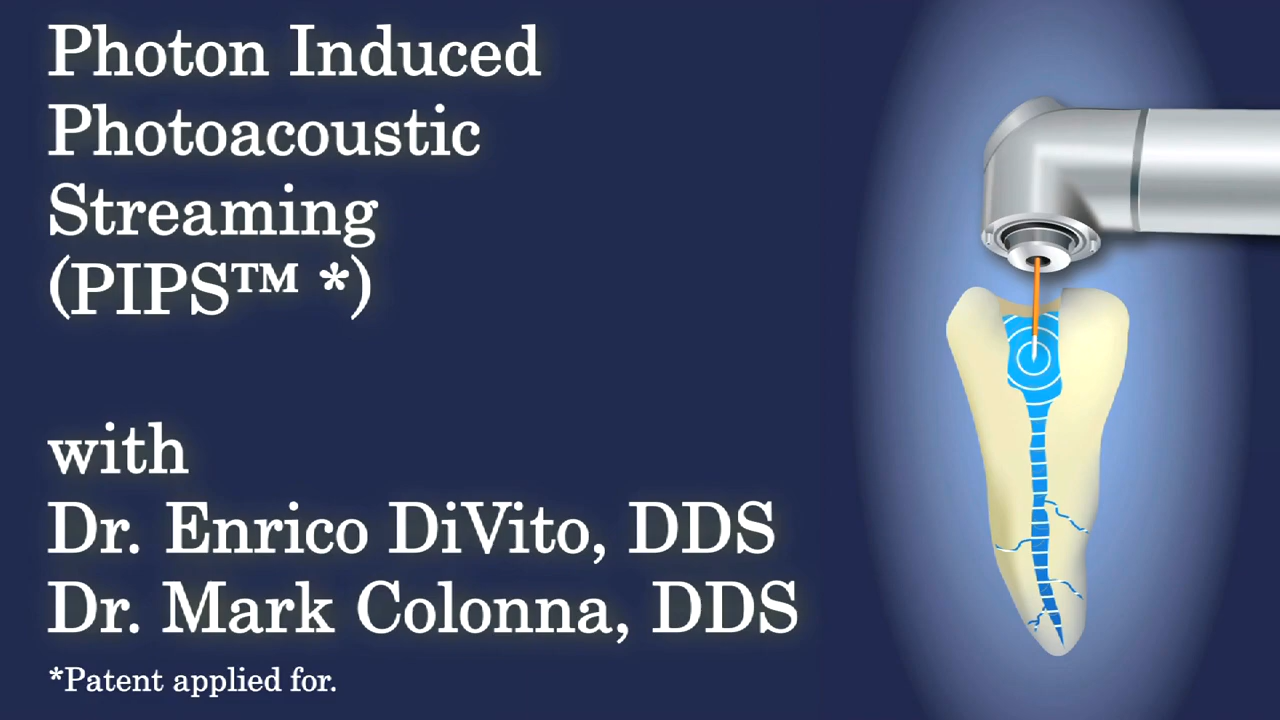 Photon Induced
Photoacoustic
Streaming
(PIPS™ *)
with
Dr. Enrico DiVito, DDS
Dr. Mark Colonna, DDS
*Patent applied for.